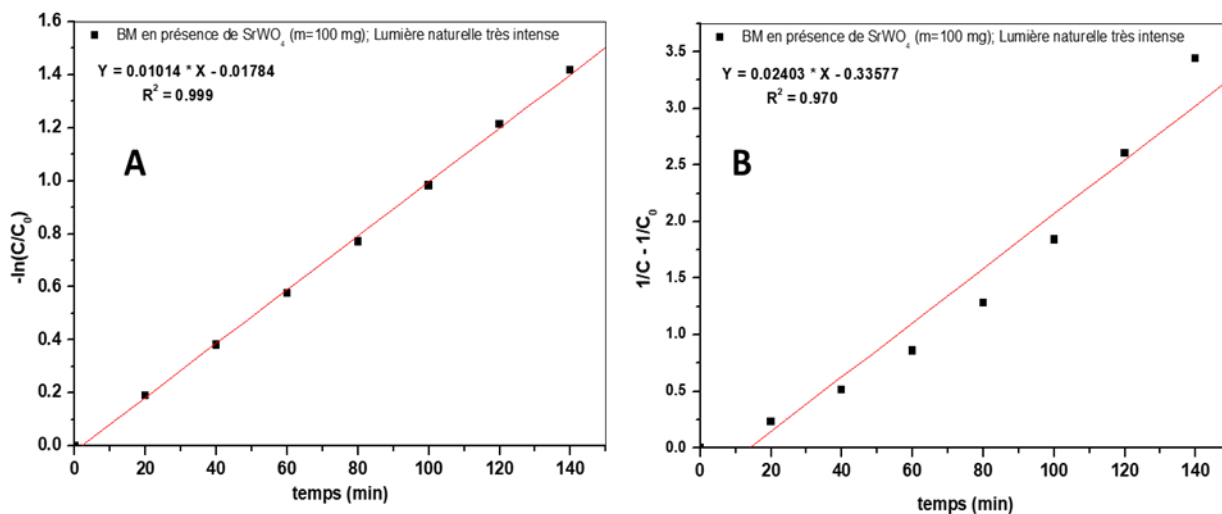 BM en présence de SrWO₄ (m=100 mg); Lumière naturelle très intense
Y = 0.01014 * X - 0.01784
R² = 0.999
A
-ln(C/C₀)
1.6
1.4
1.2
1.0
0.8
0.6
0.4
0.2
0.0
0 20 40 60 80 100 120 140
temps (min)
BM en présence de SrWO₄ (m=100 mg); Lumière naturelle très intense
Y = 0.02403 * X - 0.33577
R² = 0.970
B
1/C - 1/C₀
3.5
3.0
2.5
2.0
1.5
1.0
0.5
0.0
0 20 40 60 80 100 120 140
temps (min)